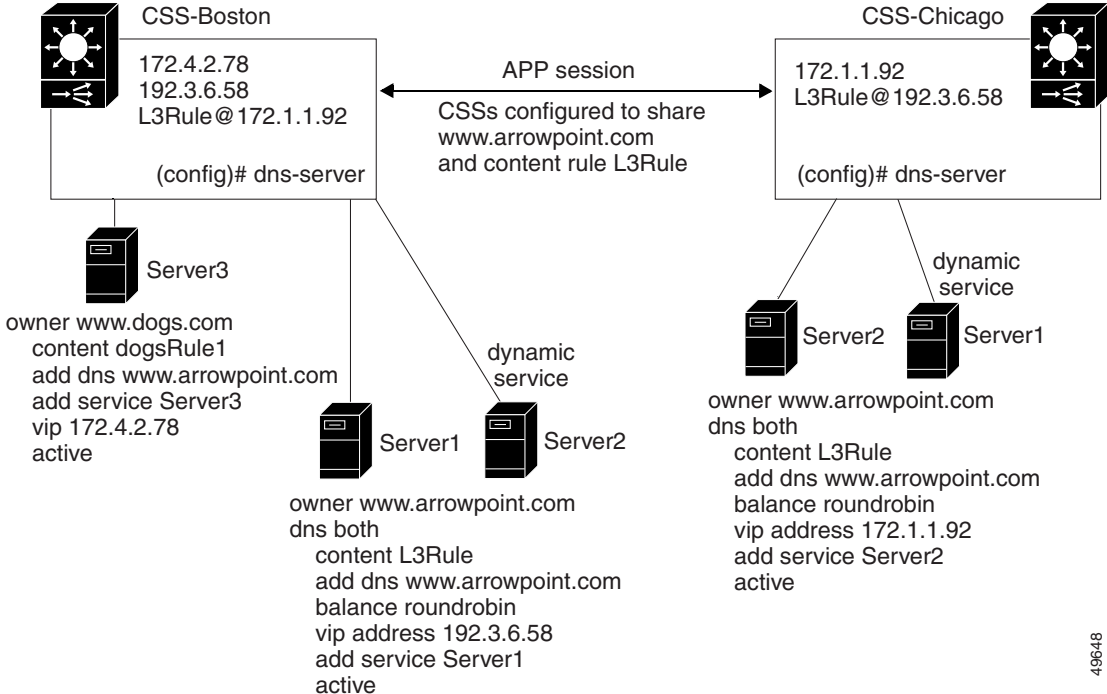 CSS-Boston
172.4.2.78
192.3.6.58
L3Rule@172.1.1.92
(config)# dns-server
APP session
CSSs configured to share
www.arrowpoint.com
and content rule L3Rule
CSS-Chicago
172.1.1.92
L3Rule@192.3.6.58
(config)# dns-server
Server3
owner www.dogs.com
content dogsRule1
add dns www.arrowpoint.com
add service Server3
vip 172.4.2.78
active
Server1
dynamic
service
Server2
owner www.arrowpoint.com
dns both
content L3Rule
add dns www.arrowpoint.com
balance roundrobin
vip address 192.3.6.58
add service Server1
active
Server2
dynamic
service
Server1
owner www.arrowpoint.com
dns both
content L3Rule
add dns www.arrowpoint.com
balance roundrobin
vip address 172.1.1.92
add service Server2
active
49648